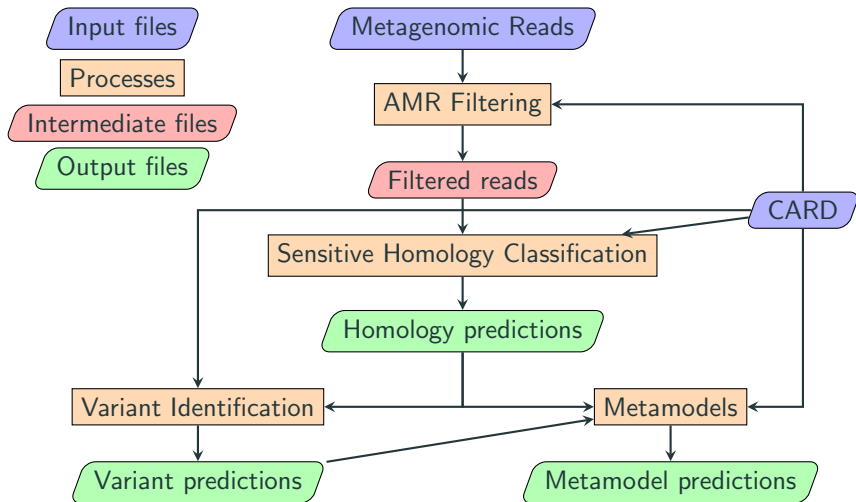 Input files
Metagenomic Reads
Processes
AMR Filtering
Intermediate files
Output files
Filtered reads
CARD
Sensitive Homology Classification
Homology predictions
Variant Identification
Metamodels
Variant predictions
Metamodel predictions